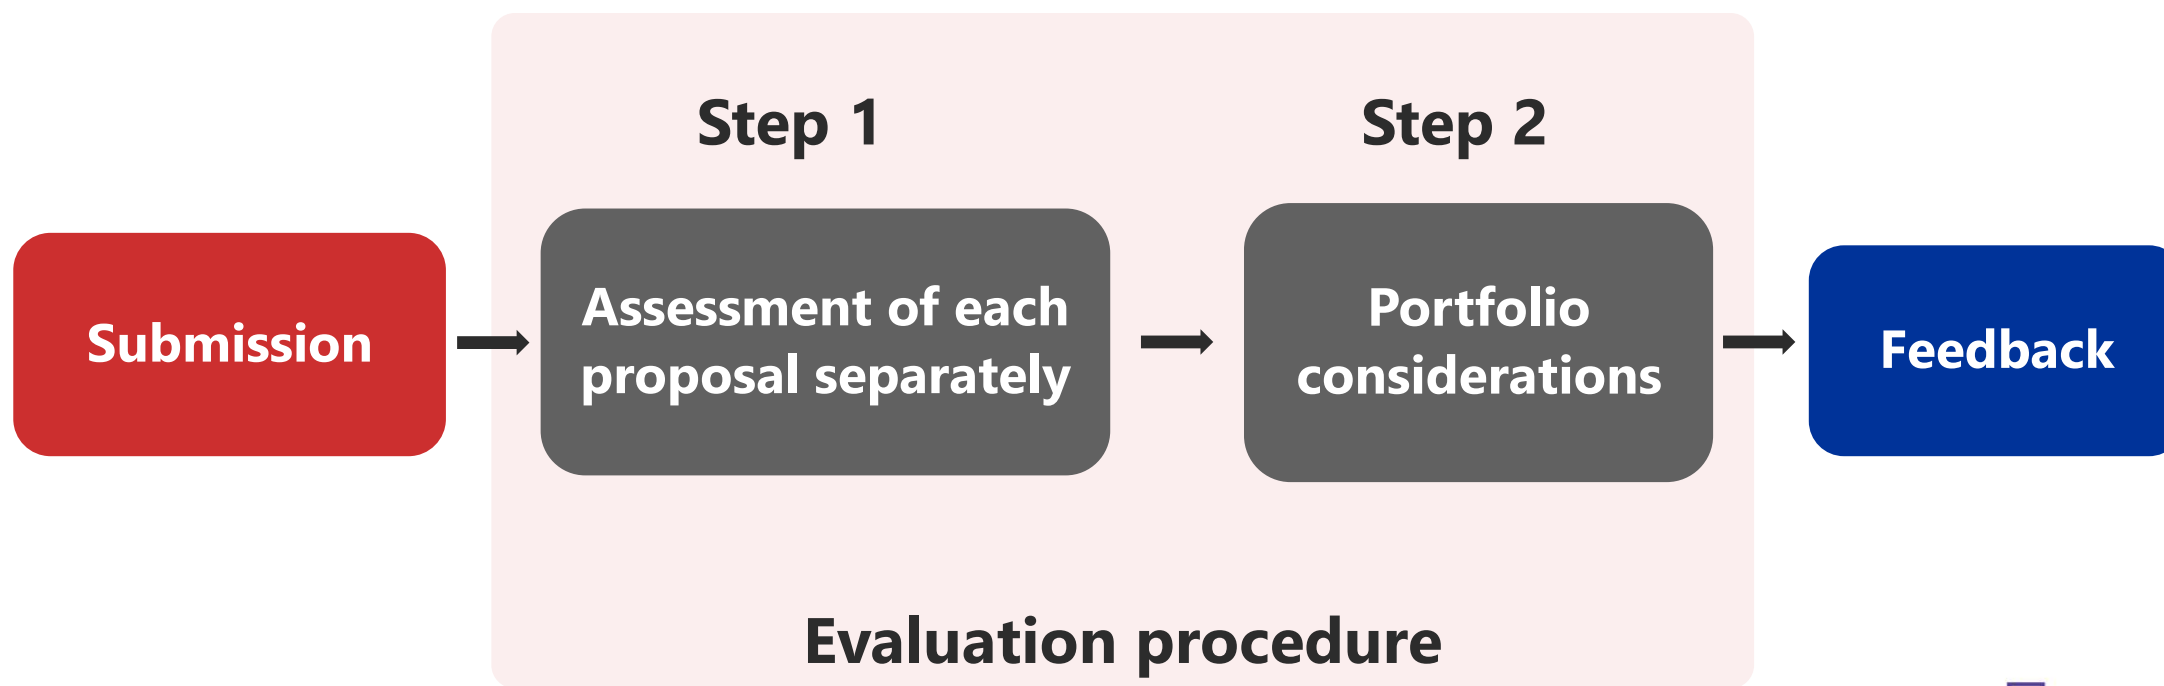 Step 1
Step 2
Submission
Assessment of each
proposal separately
Portfolio
considerations
Feedback
Evaluation procedure